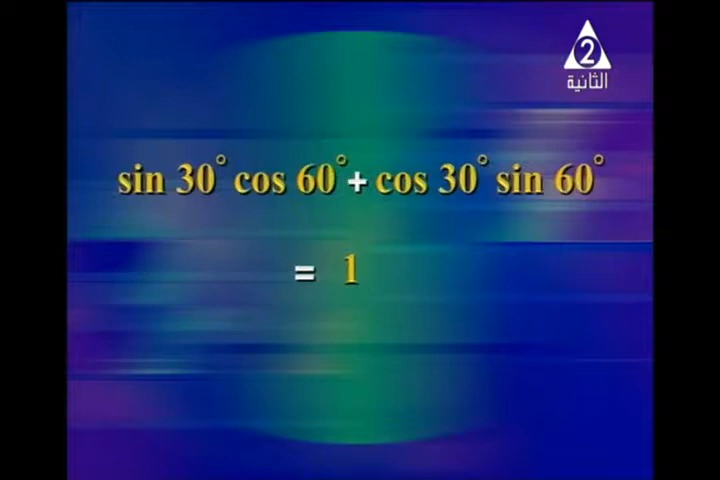 2
الثانية
sin 30° cos 60° + cos 30° sin 60°
= 1